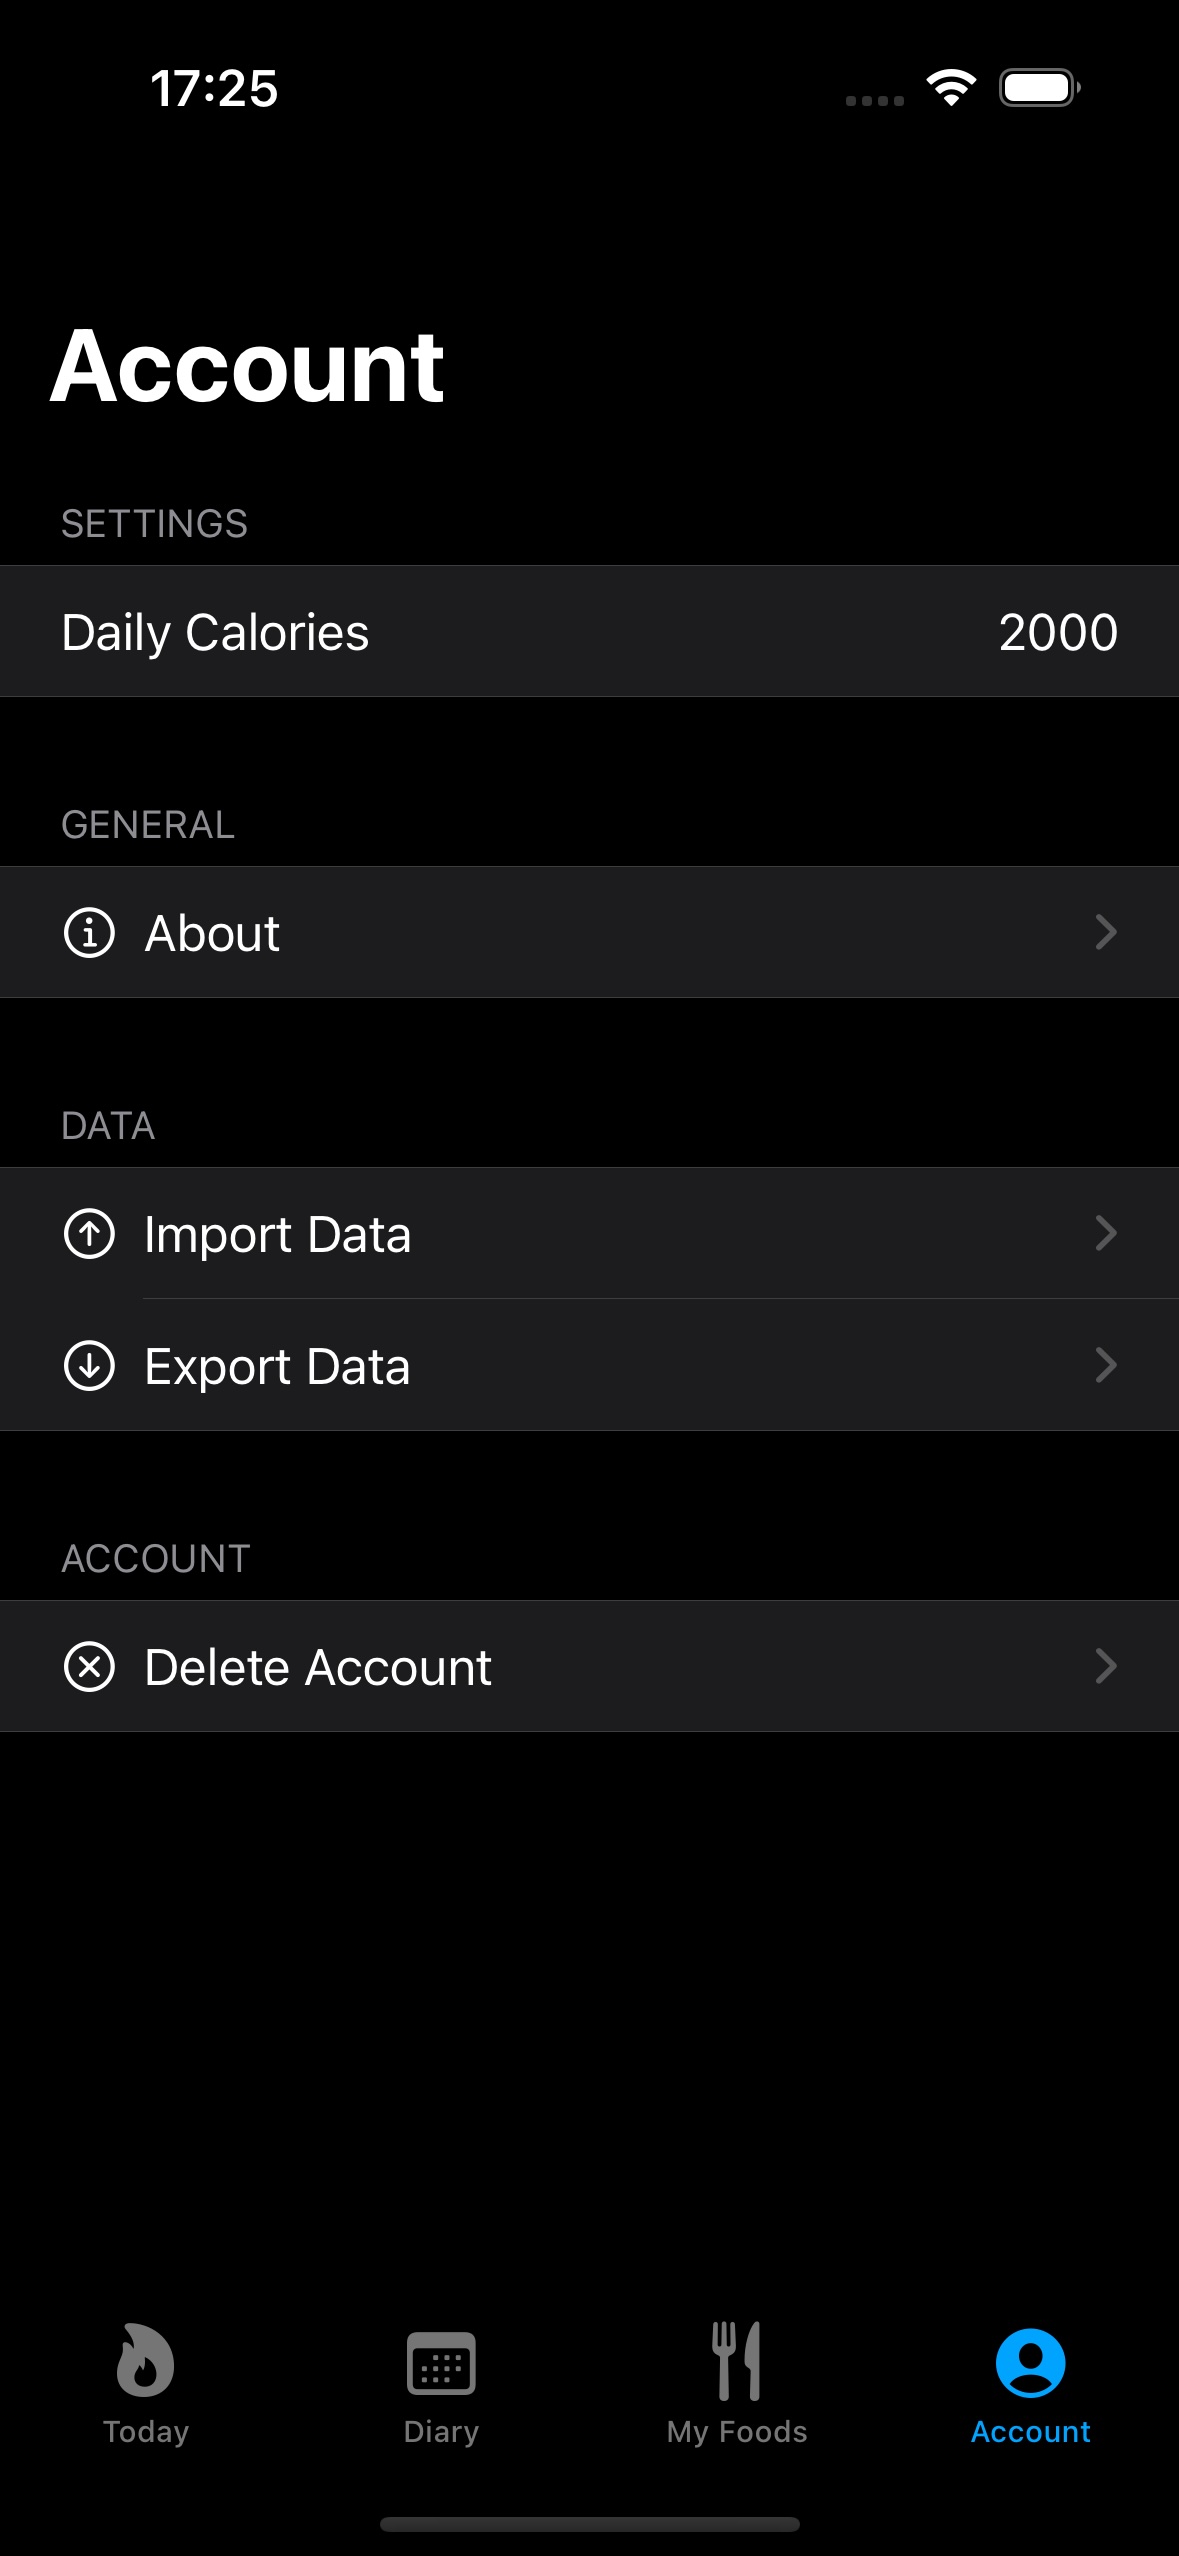 17:25
Account
SETTINGS
Daily Calories 2000
GENERAL
About
DATA
Import Data
Export Data
ACCOUNT
Delete Account
Today Diary My Foods Account